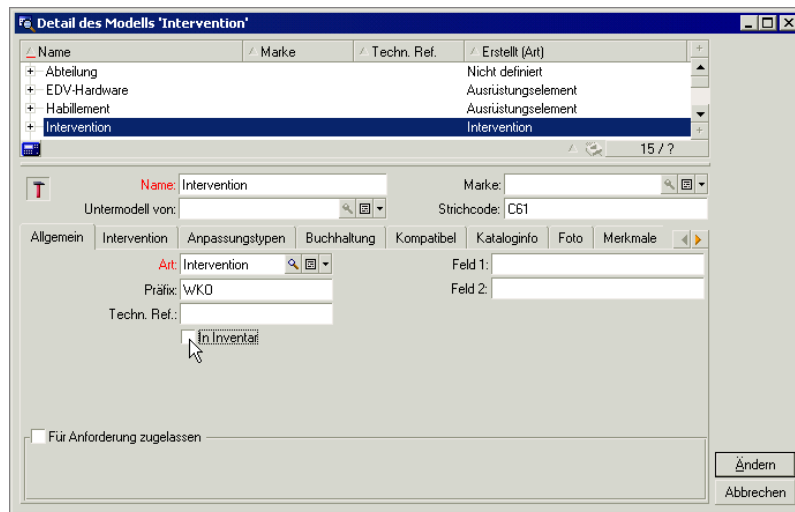 Detail des Modells 'Intervention'
Name Marke Techn. Ref. Erstellt (Art)
Abteilung Nicht definiert
EDV-Hardware Ausrüstungselement
Habillement Ausrüstungselement
Intervention Intervention
15 / ?
Name: Intervention Marke:
Untermodell von: Strichcode: C61
Allgemein Intervention Anpassungstypen Buchhaltung Kompatibel Kataloginfo Foto Merkmale
Art: Intervention Feld 1:
Präfix: WKO Feld 2:
Techn. Ref.:
In Inventar
Für Anforderung zugelassen
Ändern
Abbrechen